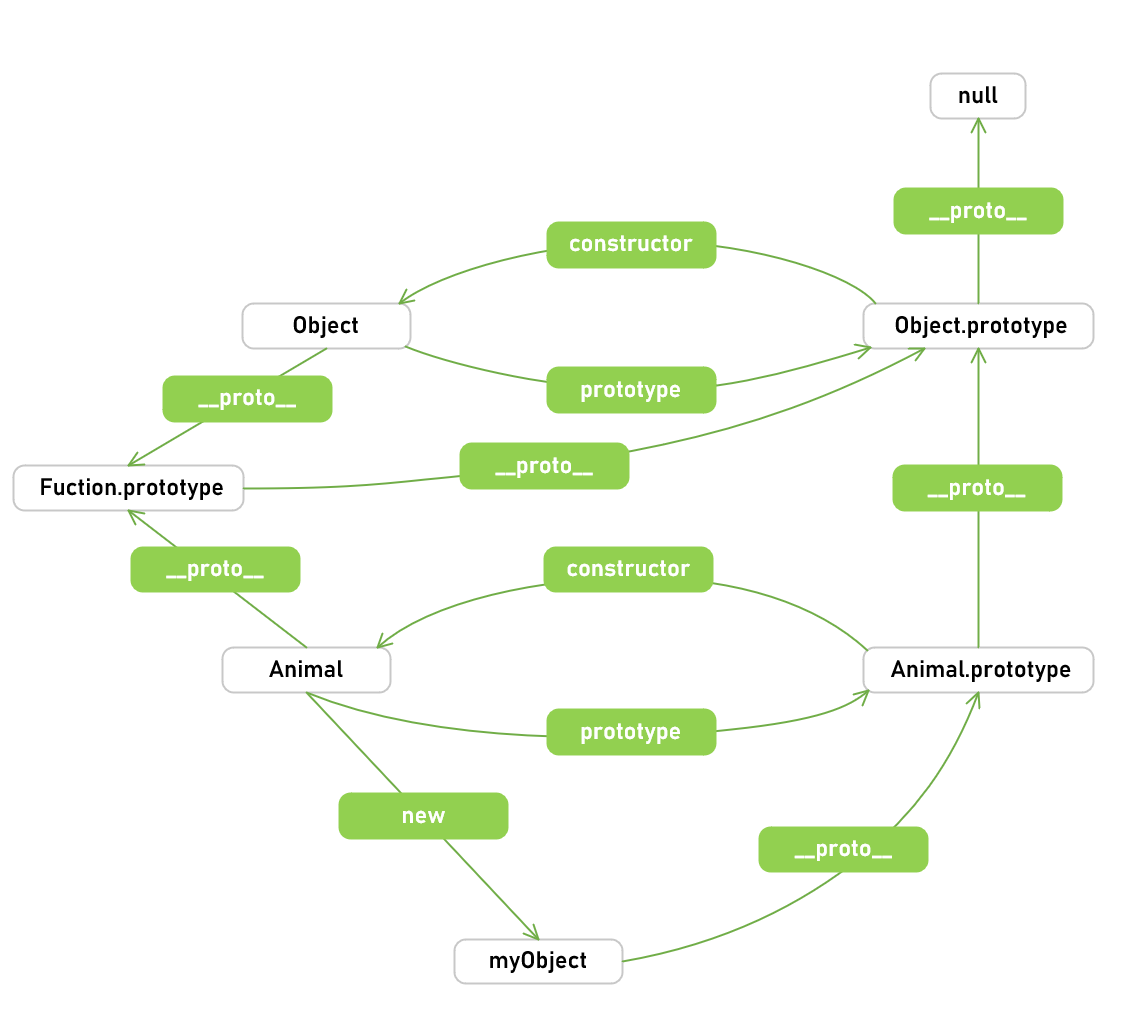 null
__proto__
constructor
Object
Object.prototype
prototype
__proto__
__proto__
Fuction.prototype
__proto__
__proto__
constructor
Animal
Animal.prototype
prototype
new
__proto__
myObject